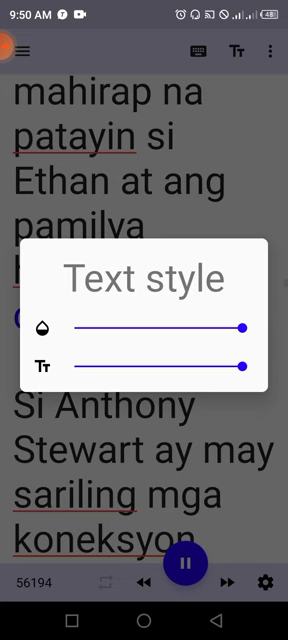 9:50 AM
mahirap na
patayin si
Ethan at ang
pamilya
Text style
Si Anthony
Stewart ay may
sariling mga
koneksyon
56194